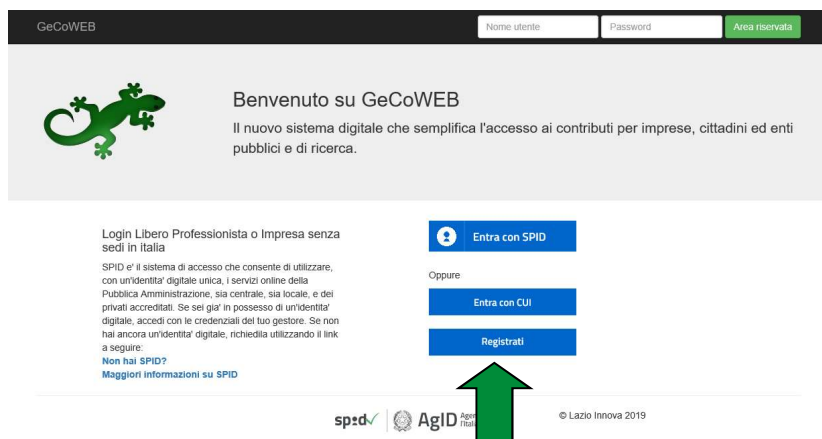 GeCoWEB
Nome utente
Password
Area riservata
Benvenuto su GeCoWEB
Il nuovo sistema digitale che semplifica l'accesso ai contributi per imprese, cittadini ed enti
pubblici e di ricerca.
Login Libero Professionista o Impresa senza
sedi in italia
SPID e' il sistema di accesso che consente di utilizzare,
con un'identita' digitale unica, i servizi online della
Pubblica Amministrazione, sia centrale, sia locale, e dei
privati accreditati. Se sei gia' in possesso di un'identita'
digitale, accedi con le credenziali del tuo gestore. Se non
hai ancora un'identita' digitale, richiedila utilizzando il link
a seguire:
Non hai SPID?
Maggiori informazioni su SPID
Entra con SPID
Oppure
Entra con CUI
Registrati
spid
AgID
© Lazio Innova 2019